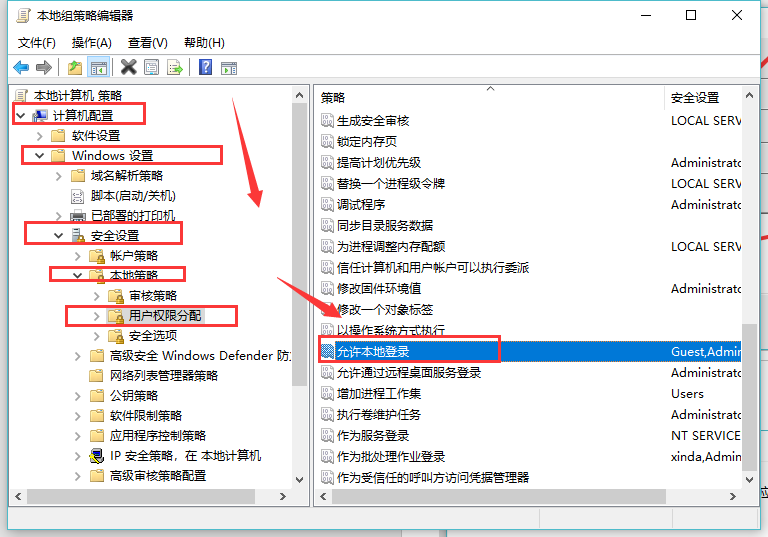 本地组策略编辑器
文件(F) 操作(A) 查看(V) 帮助(H)
本地计算机 策略
计算机配置
软件设置
Windows 设置
域名解析策略
脚本(启动/关机)
已部署的打印机
安全设置
帐户策略
本地策略
审核策略
用户权限分配
安全选项
高级安全 Windows Defender 防
网络列表管理器策略
公钥策略
软件限制策略
应用程序控制策略
IP 安全策略，在 本地计算机
高级审核策略配置
策略 安全设置
生成安全审核 LOCAL SERV
锁定内存页
提高计划优先级 Administrato
替换一个进程级令牌 LOCAL SERV
调试程序 Administrato
同步目录服务数据
为进程调整内存配额 LOCAL SERV
信任计算机和用户帐户可以执行委派
修改固件环境值 Administrato
修改一个对象标签
以操作系统方式执行
允许本地登录 Guest,Admin
允许通过远程桌面服务登录 Administrato
增加进程工作集 Users
执行卷维护任务 Administrato
作为服务登录 NT SERVICE
作为批处理作业登录 xinda,Admin
作为受信任的呼叫方访问凭据管理器